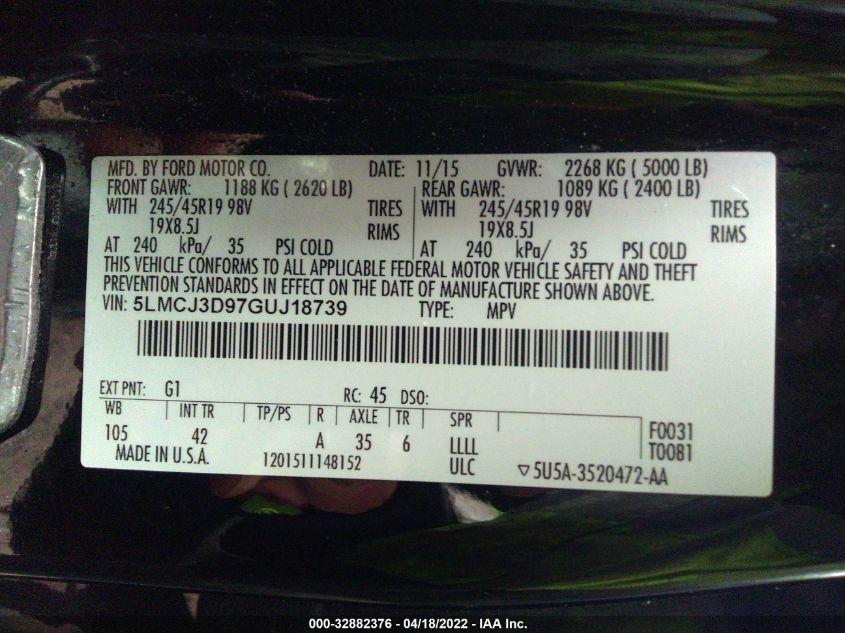 MFD. BY FORD MOTOR CO. DATE: 11/15 GVWR: 2268 KG ( 5000 LB)
FRONT GAWR: 1188 KG ( 2620 LB) REAR GAWR: 1089 KG ( 2400 LB)
WITH 245/45R19 98V TIRES WITH 245/45R19 98V TIRES
19X8.5J RIMS 19X8.5J RIMS
AT 240 kPa/ 35 PSI COLD AT 240 kPa/ 35 PSI COLD
THIS VEHICLE CONFORMS TO ALL APPLICABLE FEDERAL MOTOR VEHICLE SAFETY AND THEFT
PREVENTION STANDARDS IN EFFECT ON THE DATE OF MANUFACTURE SHOWN ABOVE.
VIN: 5LMCJ3D97GUJ18739 TYPE: MPV
EXT PNT: G1 RC: 45 DSO:
WB INT TR TP/PS R AXLE TR SPR F0031
105 42 A 35 6 LLLL T0081
MADE IN U.S.A. 1201511148152 ULC ▽5U5A-3520472-AA
000-32882376 - 04/18/2022 - IAA Inc.